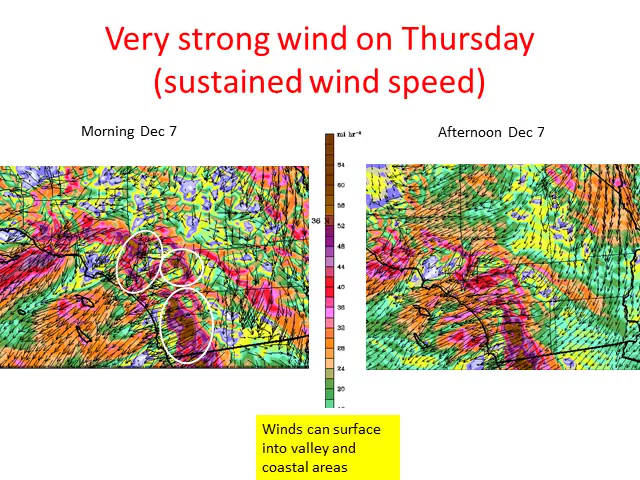 Very strong wind on Thursday
(sustained wind speed)
Morning Dec 7
Afternoon Dec 7
mi hr⁻¹
64
60
56
36 N
52
48
44
40
36
32
28
24
20
Winds can surface
into valley and
coastal areas